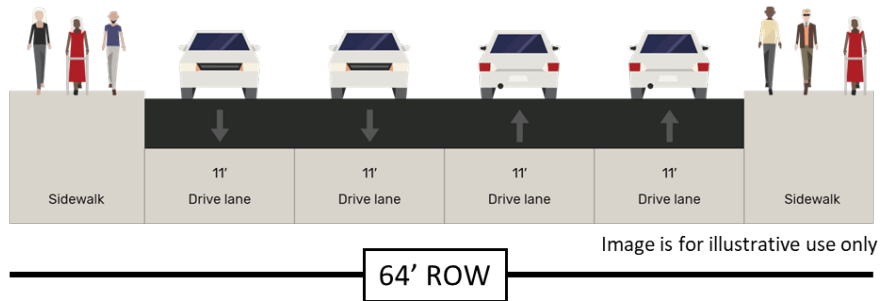 11' 11' 11' 11'
Sidewalk Drive lane Drive lane Drive lane Drive lane Sidewalk
Image is for illustrative use only
64' ROW